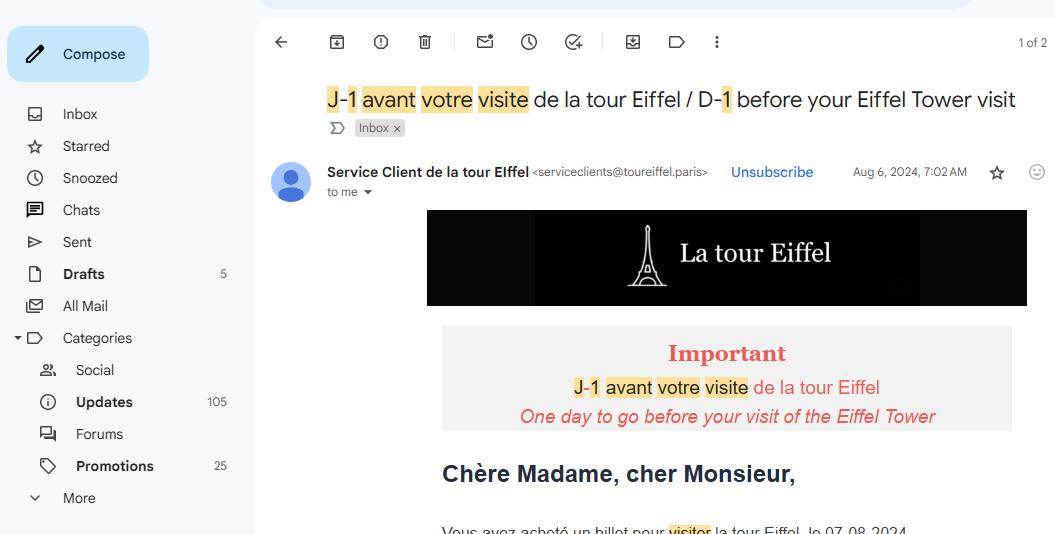 Compose
Inbox
Starred
Snoozed
Chats
Sent
Drafts 5
All Mail
Categories
Social
Updates 105
Forums
Promotions 25
More
1 of 2
J-1 avant votre visite de la tour Eiffel / D-1 before your Eiffel Tower visit
Inbox ×
Service Client de la tour EIffel <serviceclients@toureiffel.paris> Unsubscribe Aug 6, 2024, 7:02 AM
to me
La tour Eiffel
Important
J-1 avant votre visite de la tour Eiffel
One day to go before your visit of the Eiffel Tower
Chère Madame, cher Monsieur,
Vous avez acheté un billet pour visiter la tour Eiffel, le 07-08-2024